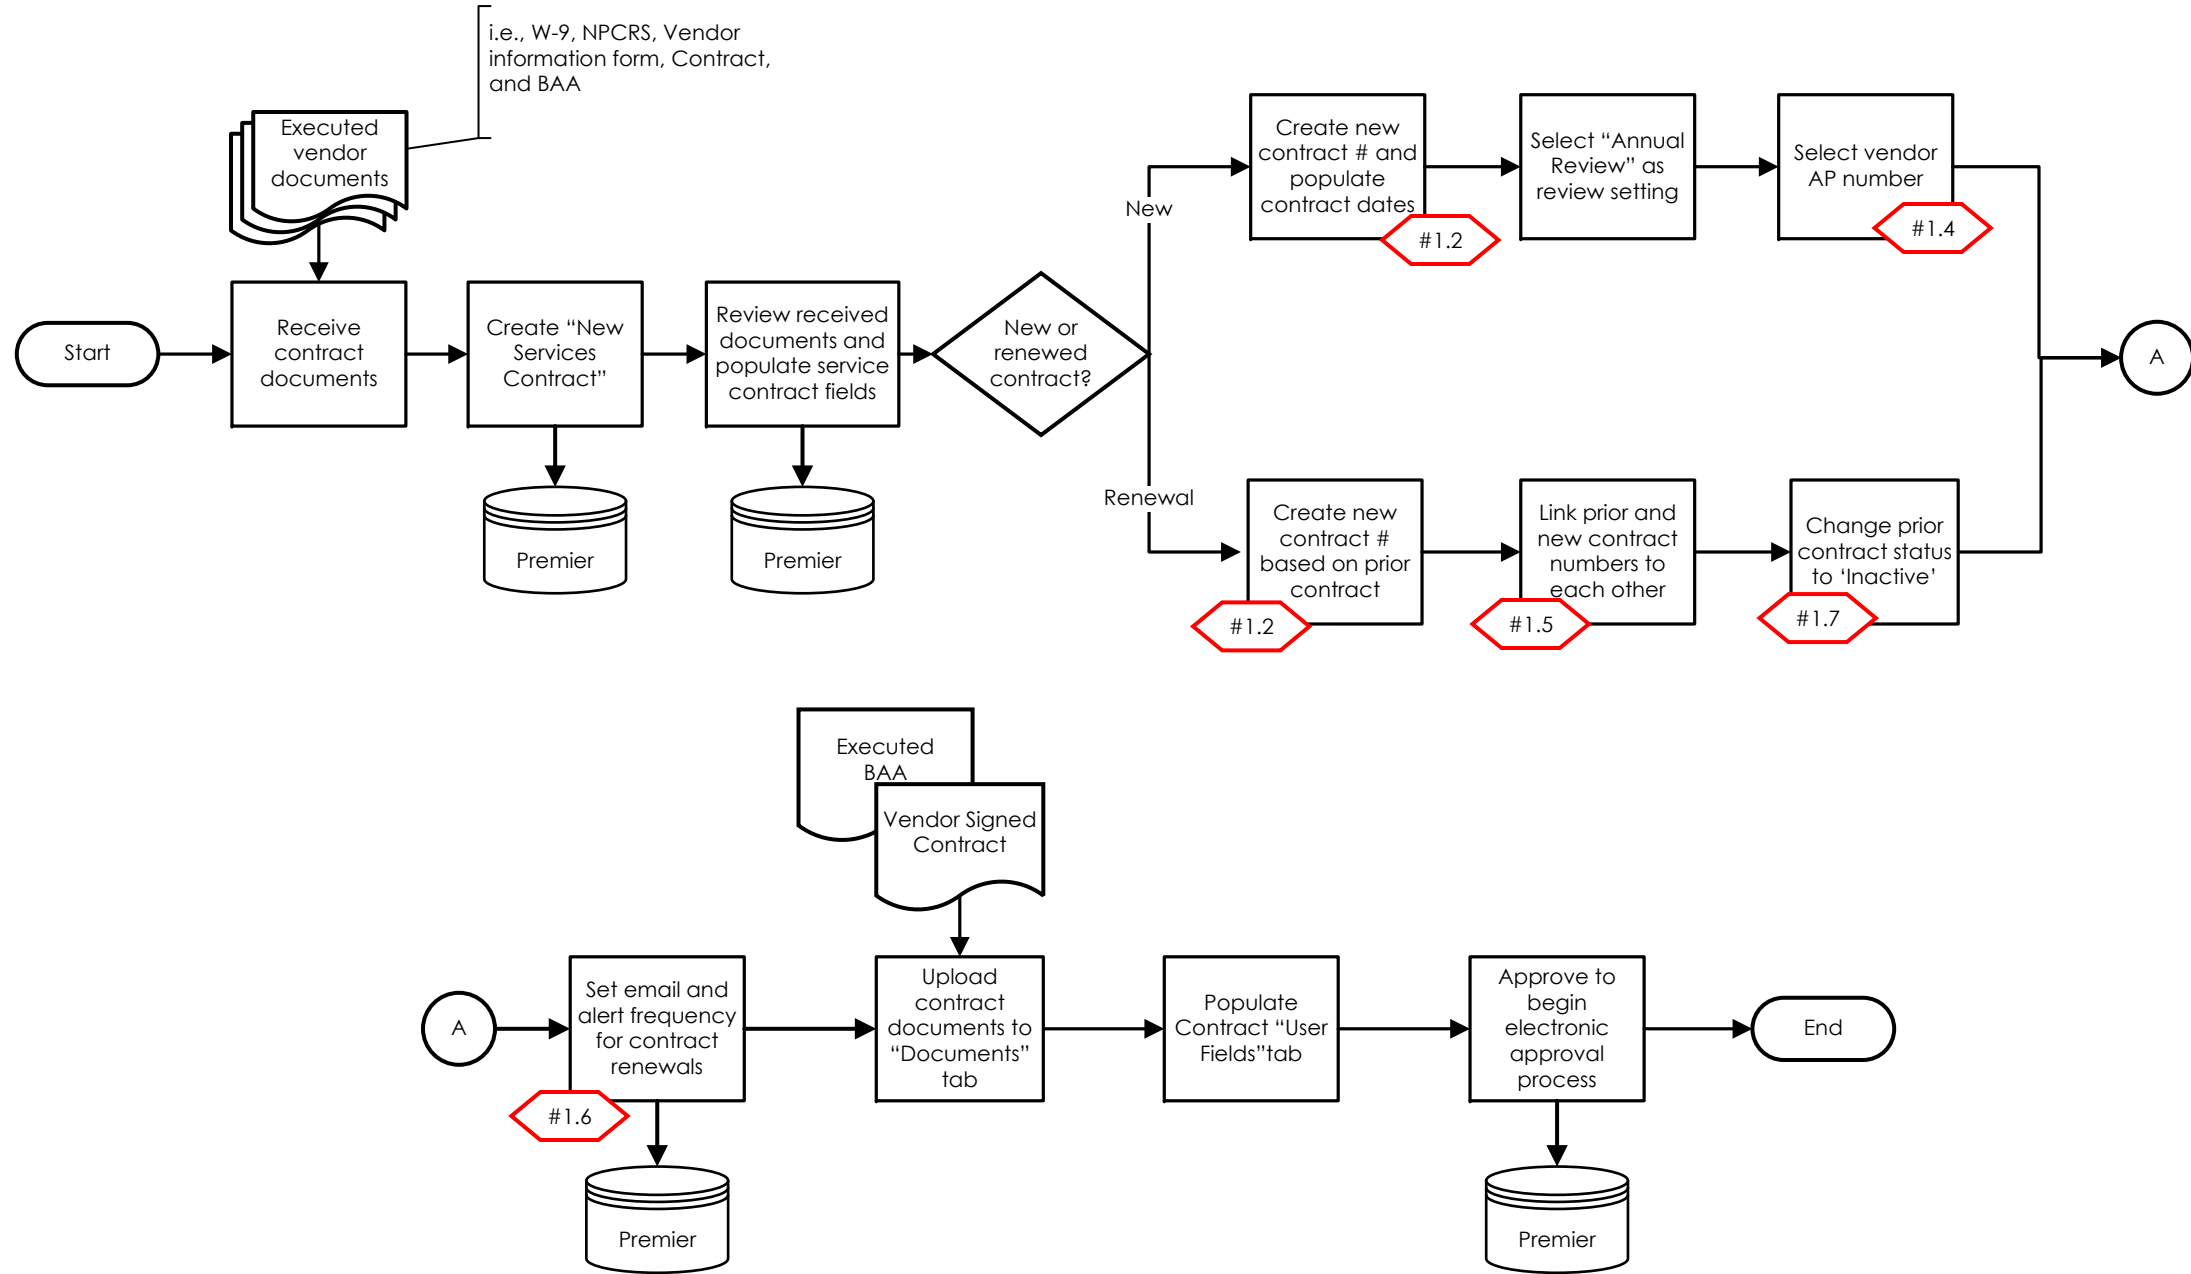 i.e., W-9, NPCRS, Vendor
information form, Contract,
and BAA
Executed
vendor
documents
Start
Receive
contract
documents
Create “New
Services
Contract”
Premier
Review received
documents and
populate service
contract fields
Premier
New or
renewed
contract?
New
Create new
contract # and
populate
contract dates
#1.2
Select “Annual
Review” as
review setting
Select vendor
AP number
#1.4
Renewal
Create new
contract #
based on prior
contract
#1.2
Link prior and
new contract
numbers to
each other
#1.5
Change prior
contract status
to ‘Inactive’
#1.7
A
A
Set email and
alert frequency
for contract
renewals
#1.6
Premier
Executed
BAA
Vendor Signed
Contract
Upload
contract
documents to
“Documents”
tab
Populate
Contract “User
Fields”tab
Approve to
begin
electronic
approval
process
Premier
End